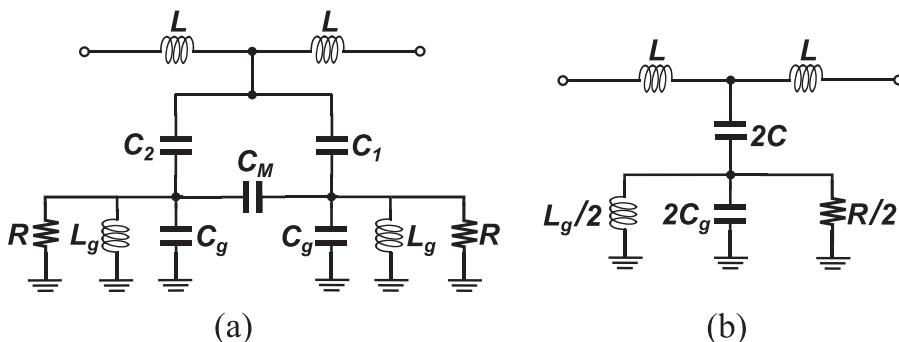 L L L L
C2 C1 2C
CM
R Lg Cg Cg Lg R Lg/2 2Cg R/2
(a) (b)